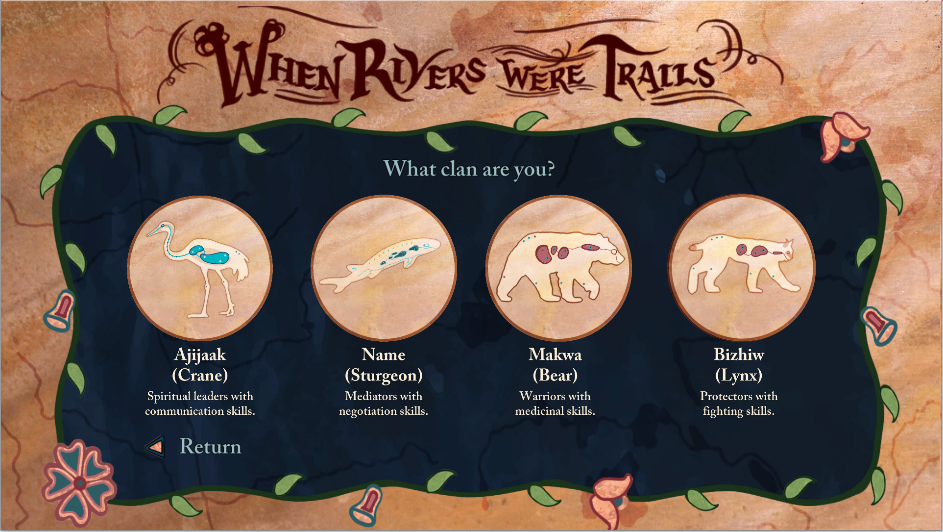 When Rivers were Trails
What clan are you?
Ajijaak
(Crane)
Spiritual leaders with
communication skills.
Name
(Sturgeon)
Mediators with
negotiation skills.
Makwa
(Bear)
Warriors with
medicinal skills.
Bizhiw
(Lynx)
Protectors with
fighting skills.
Return